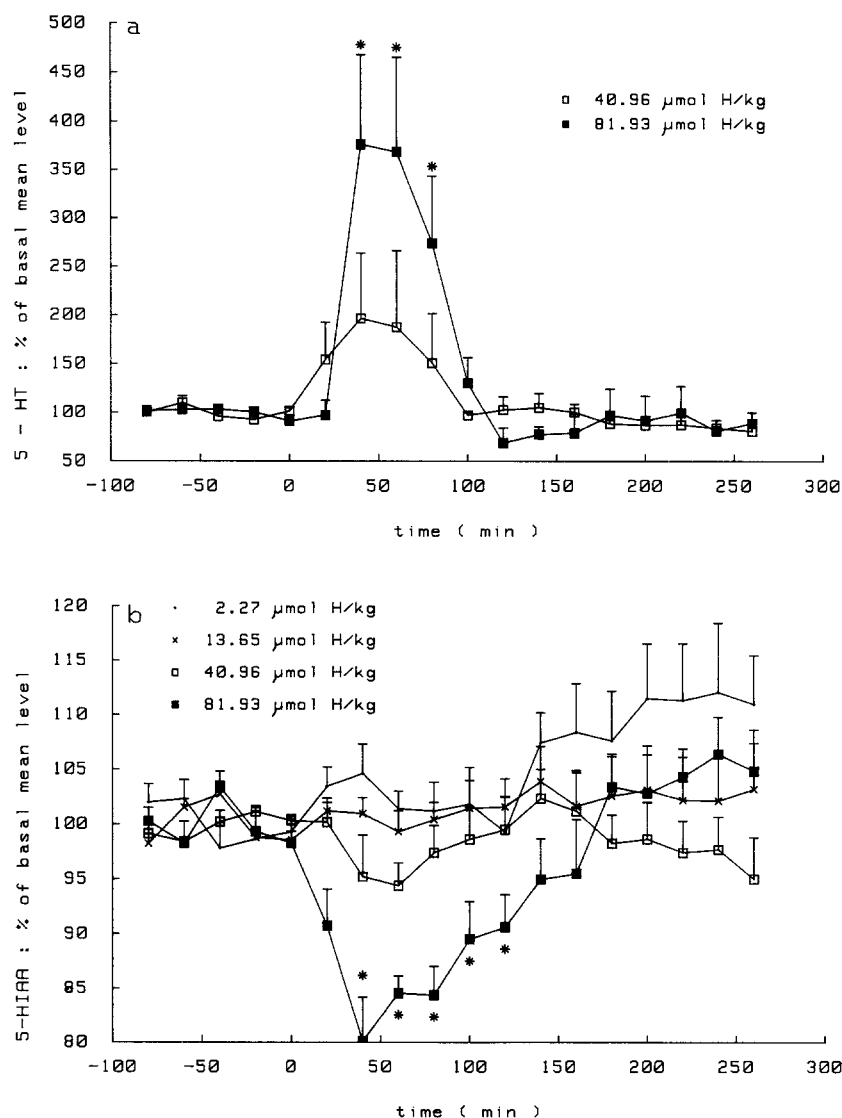 a
500
450
400
350
300
250
200
150
100
50
5 - HT : % of basal mean level
* * *
□ 40.96 µmol H/kg
■ 81.93 µmol H/kg
-100 -50 0 50 100 150 200 250 300
time ( min )
b
120
115
110
105
100
95
90
85
80
5-HIAA : % of basal mean level
· 2.27 µmol H/kg
× 13.65 µmol H/kg
□ 40.96 µmol H/kg
■ 81.93 µmol H/kg
* * * * *
-100 -50 0 50 100 150 200 250 300
time ( min )